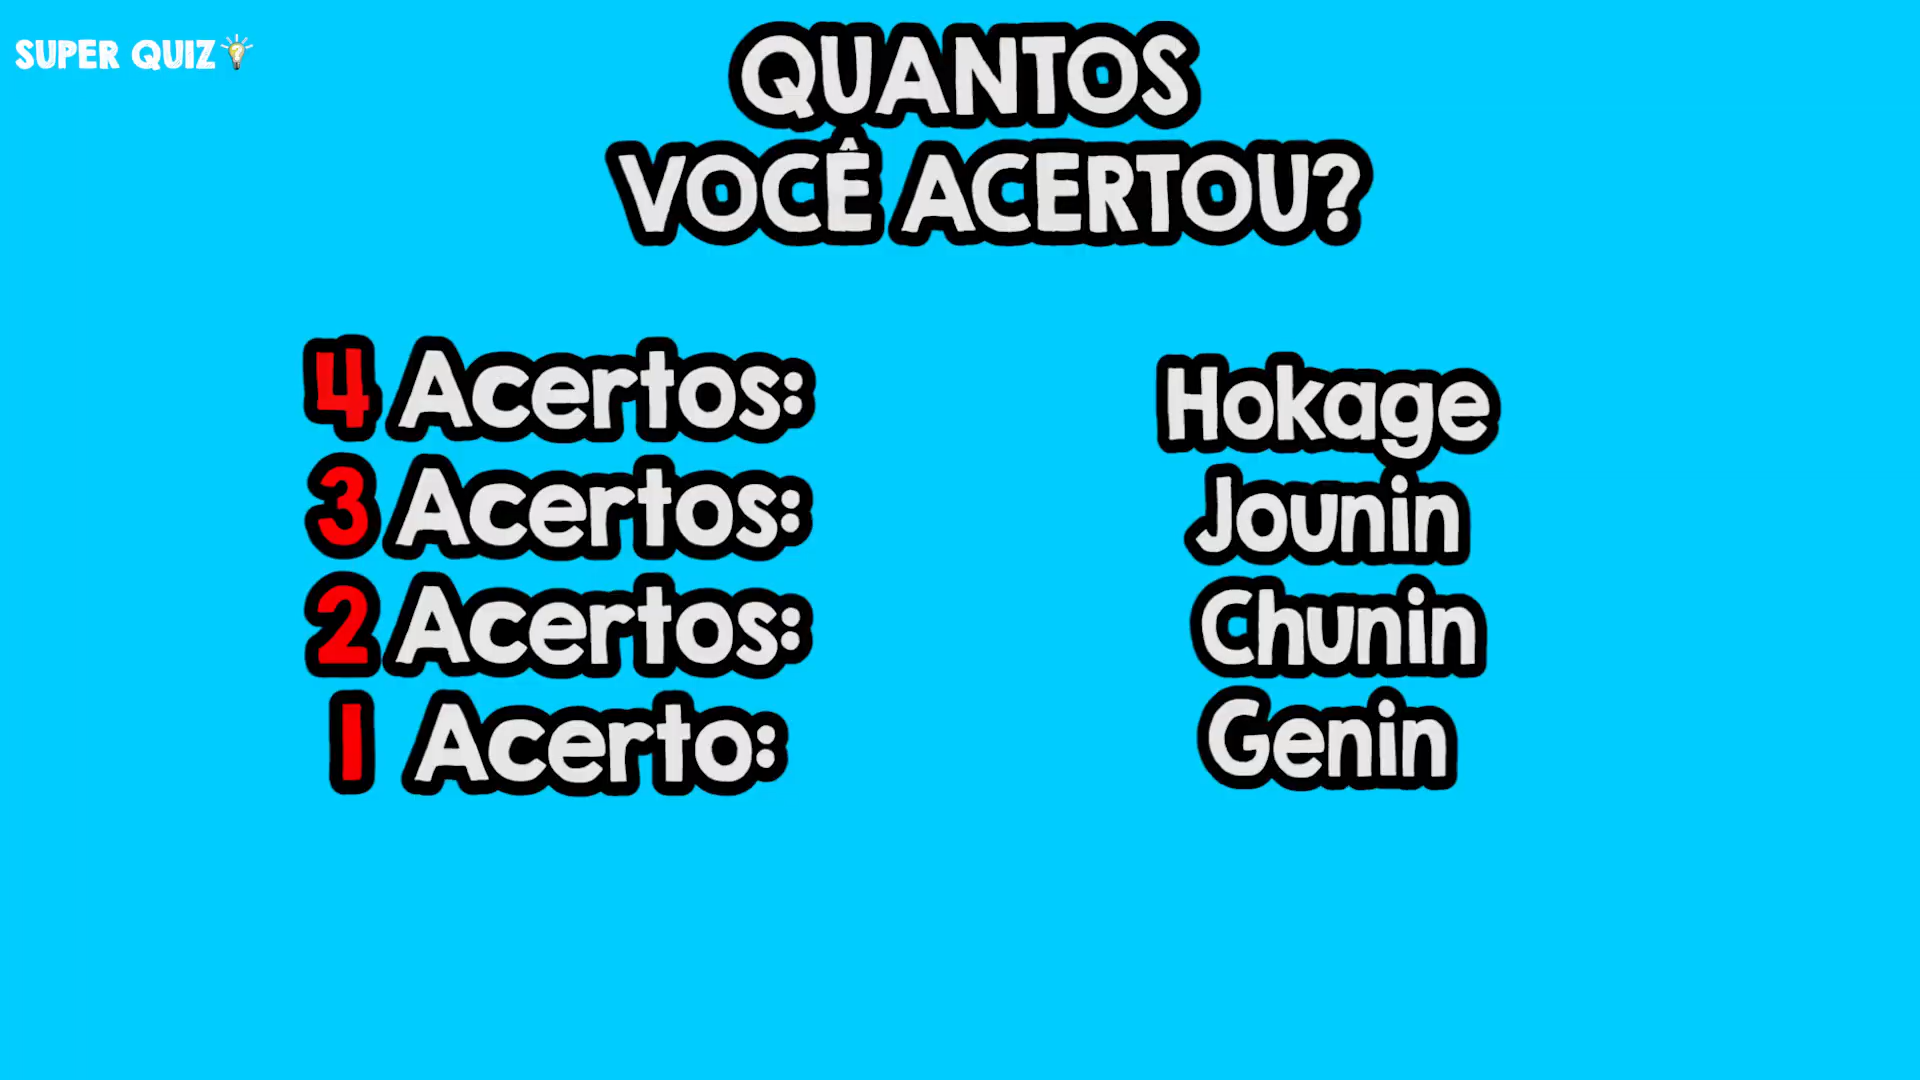 SUPER QUIZ
QUANTOS
VOCÊ ACERTOU?
4 Acertos: Hokage
3 Acertos: Jounin
2 Acertos: Chunin
1 Acerto: Genin